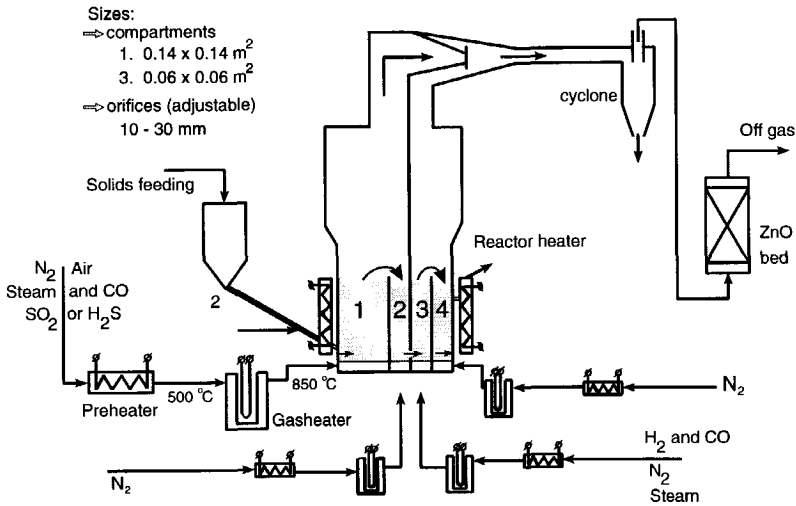 Sizes:
⇨ compartments
1. 0.14 x 0.14 m²
3. 0.06 x 0.06 m²
⇨ orifices (adjustable)
10 - 30 mm
cyclone
Off gas
ZnO
bed
Solids feeding
Reactor heater
2
1 2 3 4
N₂ Air
Steam and CO
SO₂ or H₂S
Preheater
500 °C
Gasheater
850 °C
N₂
H₂ and CO
N₂
Steam
N₂